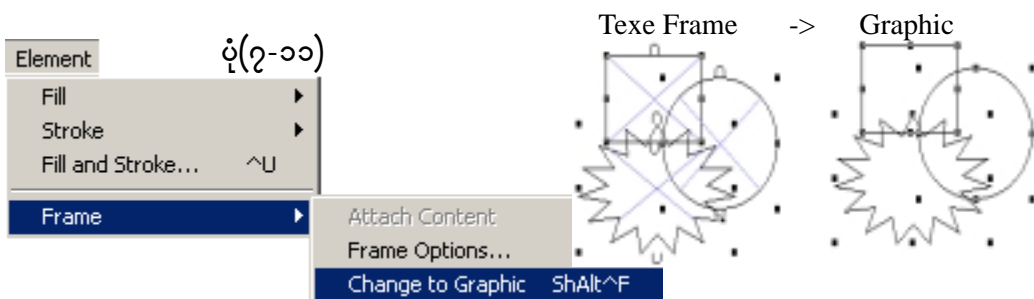 Texe Frame -> Graphic
ပုံ(၇-၁၁)
Element
Fill
Stroke
Fill and Stroke... ^U
Frame
Attach Content
Frame Options...
Change to Graphic ShAlt^F